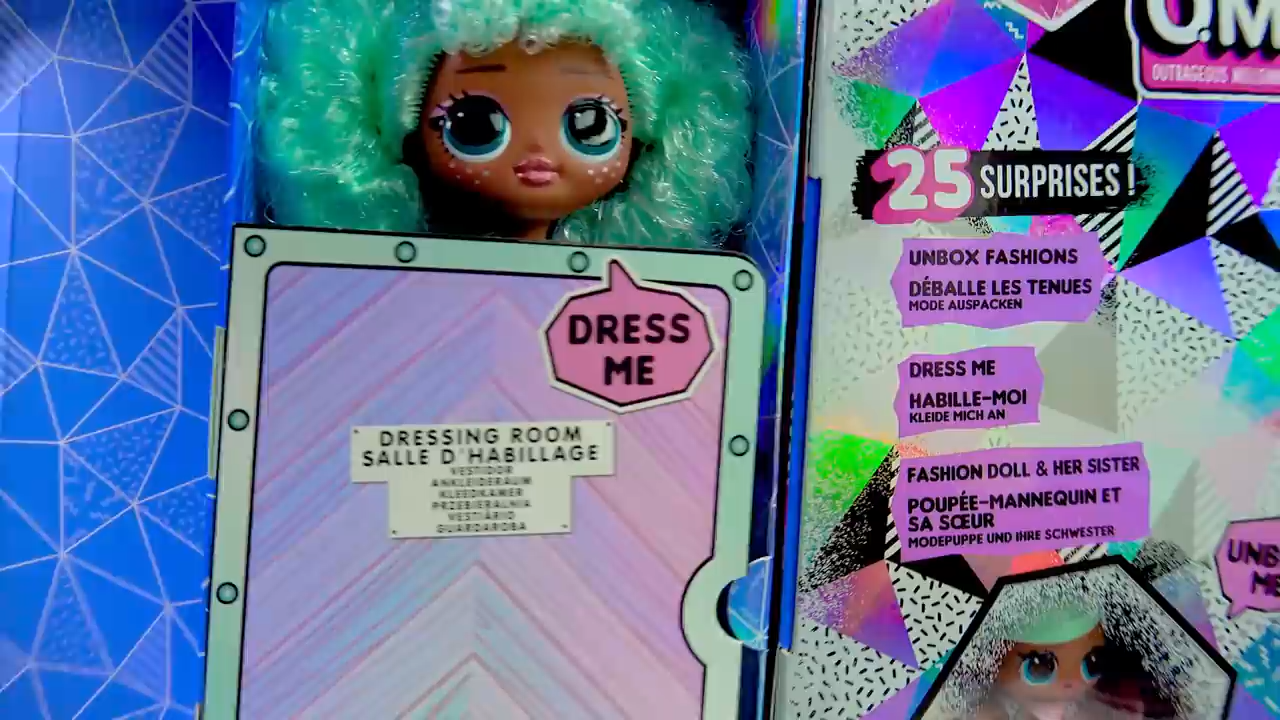 DRESS
ME
DRESSING ROOM
SALLE D'HABILLAGE
VESTIDOR
ANKLEIDERAUM
KLEEDKAMER
PRZEBIERALNIA
VESTIÁRIO
GUARDAROBA
O.M
OUTRAGEOUS
25 SURPRISES!
UNBOX FASHIONS
DÉBALLE LES TENUES
MODE AUSPACKEN
DRESS ME
HABILLE-MOI
KLEIDE MICH AN
FASHION DOLL & HER SISTER
POUPÉE-MANNEQUIN ET
SA SŒUR
MODEPUPPE UND IHRE SCHWESTER
UNB
ME